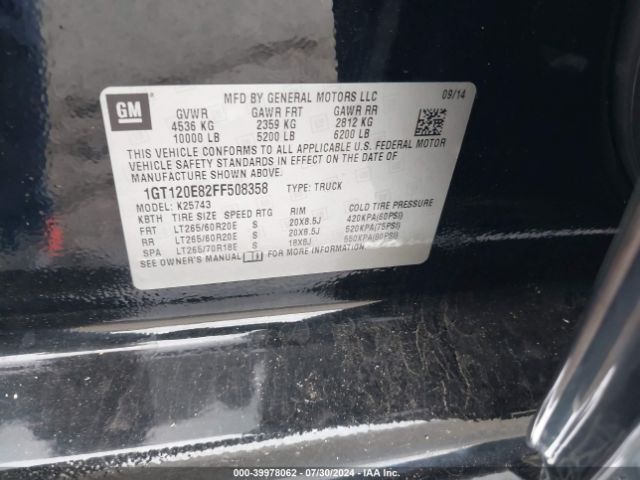 GM
MFD BY GENERAL MOTORS LLC 09/14
GVWR GAWR FRT GAWR RR
4536 KG 2359 KG 2812 KG
10000 LB 5200 LB 6200 LB
THIS VEHICLE CONFORMS TO ALL APPLICABLE U.S. FEDERAL MOTOR
VEHICLE SAFETY STANDARDS IN EFFECT ON THE DATE OF
MANUFACTURE SHOWN ABOVE.
1GT120E82FF508358 TYPE: TRUCK
MODEL: K25743
KBTH TIRE SIZE SPEED RTG RIM COLD TIRE PRESSURE
FRT LT265/60R20E S 20X8.5J 420KPA(60PSI)
RR LT265/60R20E S 20X8.5J 520KPA(75PSI)
SPA LT265/70R18E S 18X8J 550KPA(80PSI)
SEE OWNER'S MANUAL FOR MORE INFORMATION.
000-39978062 / 07/30/2024 - IAA Inc.